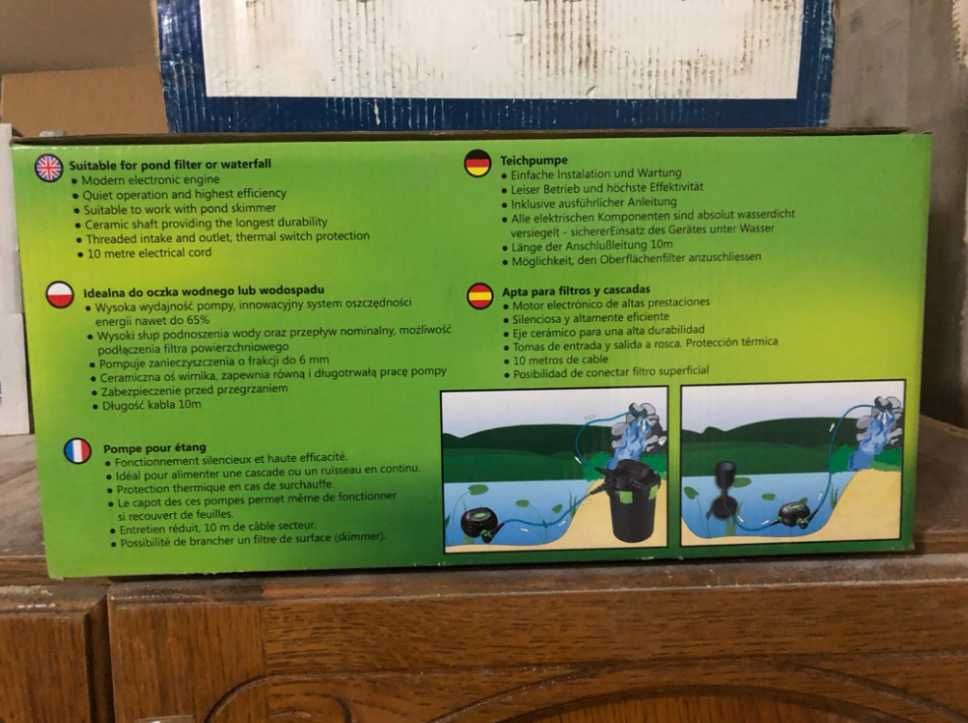 Suitable for pond filter or waterfall
• Modern electronic engine
• Quiet operation and highest efficiency
• Suitable to work with pond skimmer
• Ceramic shaft providing the longest durability
• Threaded intake and outlet, thermal switch protection
• 10 metre electrical cord
Idealna do oczka wodnego lub wodospadu
• Wysoka wydajność pompy, innowacyjny system oszczędności
energii nawet do 65%
• Wysoki słup podnoszenia wody oraz przepływ nominalny, możliwość
podłączenia filtra powierzchniowego
• Pompuje zanieczyszczenia o frakcji do 6 mm
• Ceramiczna oś wirnika, zapewnia równą i długotrwałą pracę pompy
• Zabezpieczenie przed przegrzaniem
• Długość kabla 10m
Pompe pour étang
• Fonctionnement silencieux et haute efficacité.
• Idéal pour alimenter une cascade ou un ruisseau en continu.
• Protection thermique en cas de surchauffe.
• Le capot des ces pompes permet même de fonctionner
si recouvert de feuilles.
• Entretien réduit, 10 m de câble secteur.
• Possibilité de brancher un filtre de surface (skimmer).
Teichpumpe
• Einfache Instalation und Wartung
• Leiser Betrieb und höchste Effektivität
• Inklusive ausführlicher Anleitung
• Alle elektrischen Komponenten sind absolut wasserdicht
versiegelt - sichererEinsatz des Gerätes unter Wasser
• Länge der Anschlußleitung 10m
• Möglichkeit, den Oberflächenfilter anzuschliessen
Apta para filtros y cascadas
• Motor electrónico de altas prestaciones
• Silenciosa y altamente eficiente
• Eje cerámico para una alta durabilidad
• Tomas de entrada y salida a rosca. Protección térmica
• 10 metros de cable
• Posibilidad de conectar filtro superficial